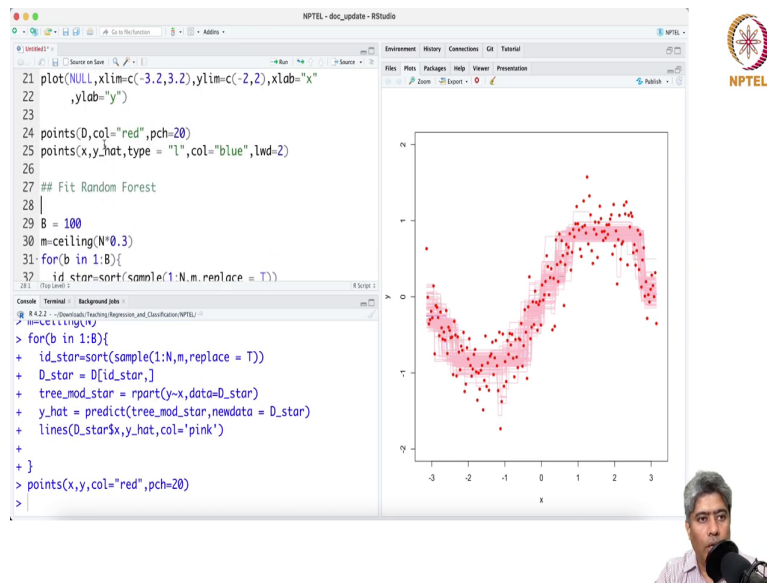 NPTEL - doc_update - RStudio
Go to file/function
Addins
NPTEL
Untitled1*
Source on Save
Run
Source
21 plot(NULL,xlim=c(-3.2,3.2),ylim=c(-2,2),xlab="x"
22 ,ylab="y")
23
24 points(D,col="red",pch=20)
25 points(x,y_hat,type = "l",col="blue",lwd=2)
26
27 ## Fit Random Forest
28
29 B = 100
30 m=ceiling(N*0.3)
31 for(b in 1:B){
32 id_star=sort(sample(1:N,m,replace = T))
28:1 (Top Level) R Script
Console Terminal Background Jobs
R 4.2.2 · ~/Downloads/Teaching/Regression_and_Classification/NPTEL/
> m=ceiling(N)
> for(b in 1:B){
+ id_star=sort(sample(1:N,m,replace = T))
+ D_star = D[id_star,]
+ tree_mod_star = rpart(y~x,data=D_star)
+ y_hat = predict(tree_mod_star,newdata = D_star)
+ lines(D_star$x,y_hat,col='pink')
+
+ }
> points(x,y,col="red",pch=20)
>
Environment History Connections Git Tutorial
Files Plots Packages Help Viewer Presentation
Zoom Export Publish
2
1
0
-1
-2
y
-3 -2 -1 0 1 2 3
x
NPTEL